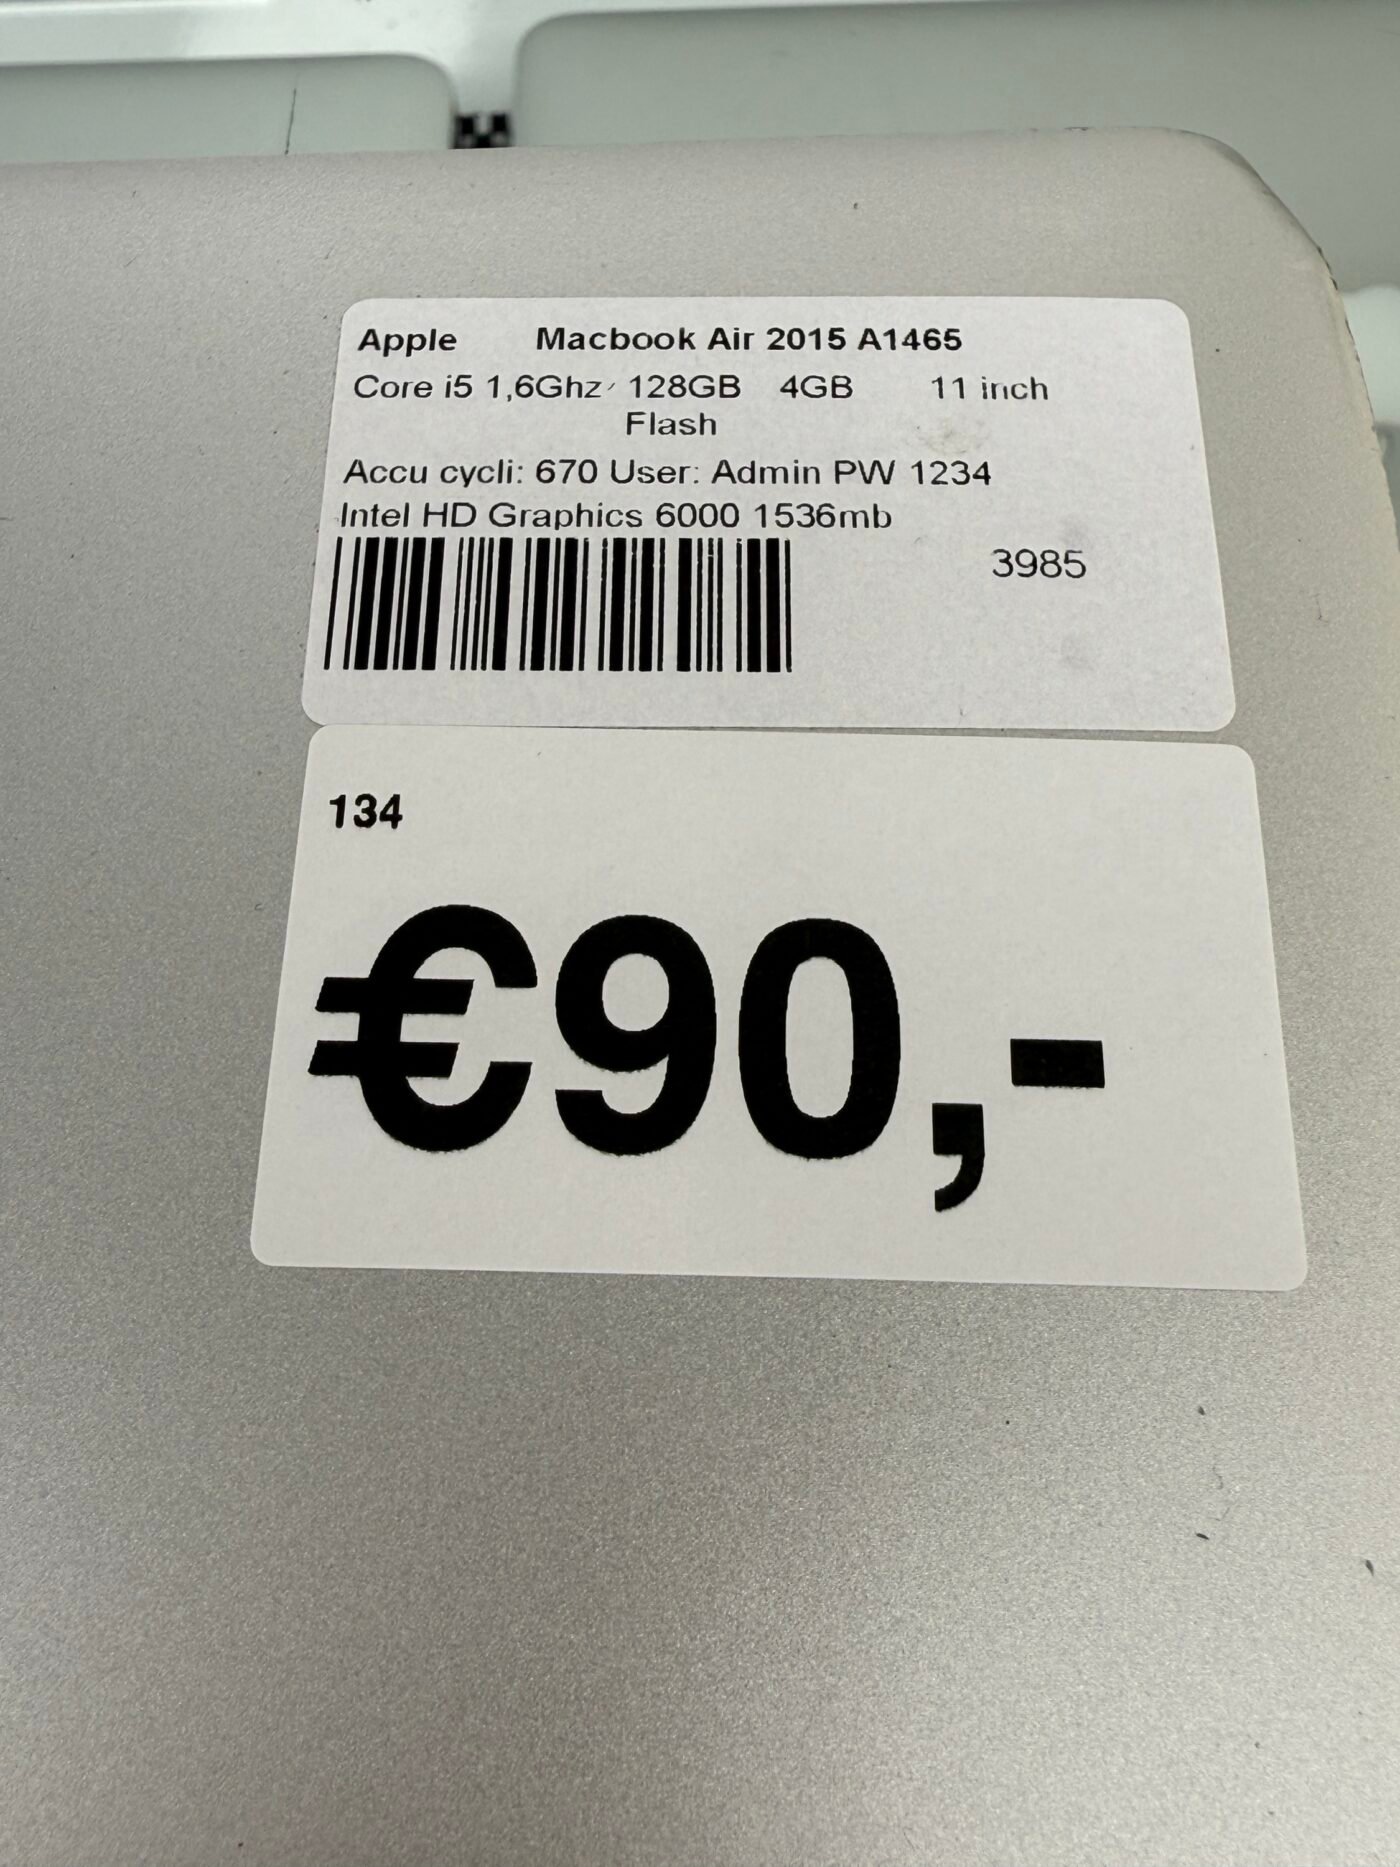 Apple Macbook Air 2015 A1465
Core i5 1,6Ghz 128GB 4GB 11 inch
Flash
Accu cycli: 670 User: Admin PW 1234
Intel HD Graphics 6000 1536mb
3985
134
€90,-